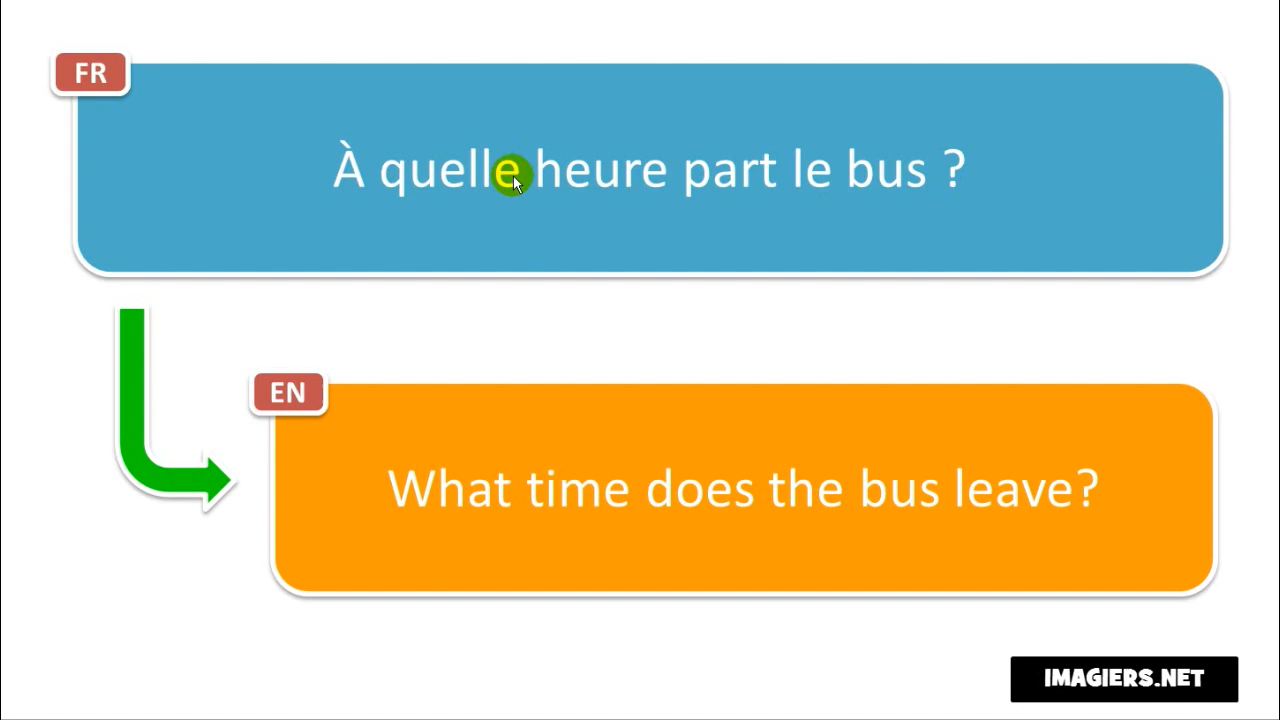 FR
À quelle heure part le bus ?
EN
What time does the bus leave?
IMAGIERS.NET